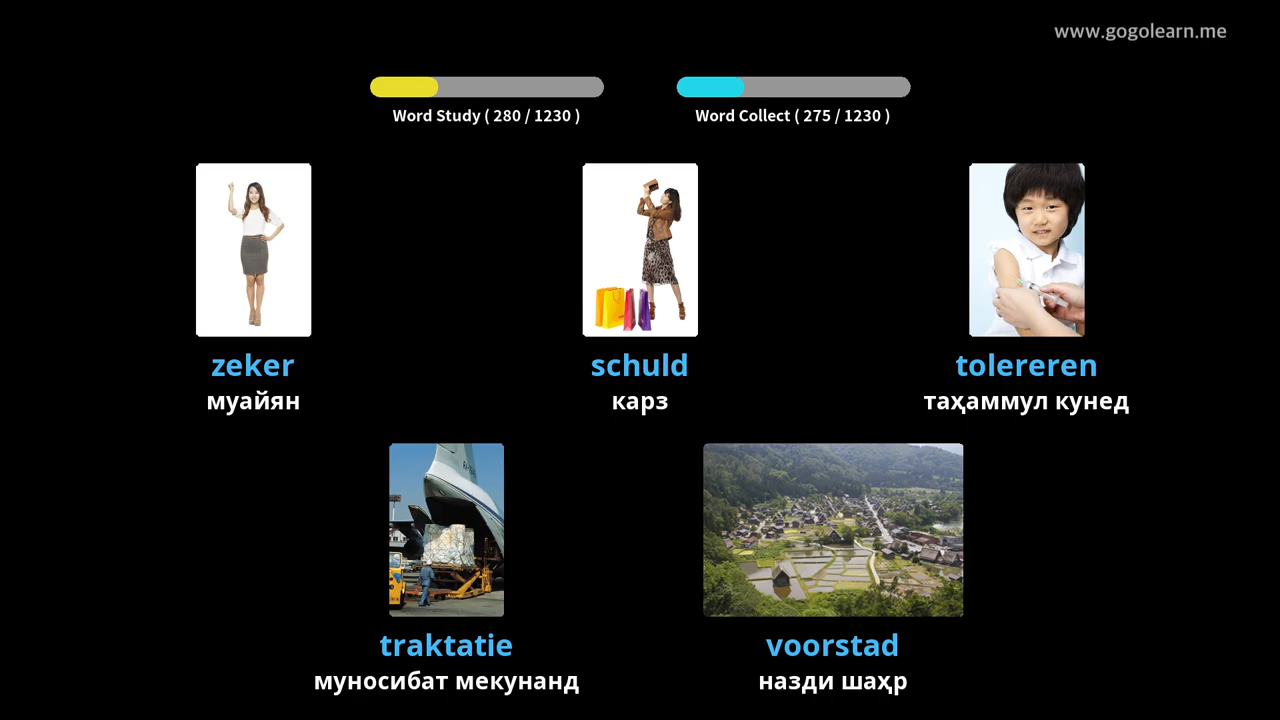 www.gogolearn.me
Word Study ( 280 / 1230 )
Word Collect ( 275 / 1230 )
zeker
муайян
schuld
карз
tolereren
таҳаммул кунед
traktatie
муносибат мекунанд
voorstad
назди шаҳр